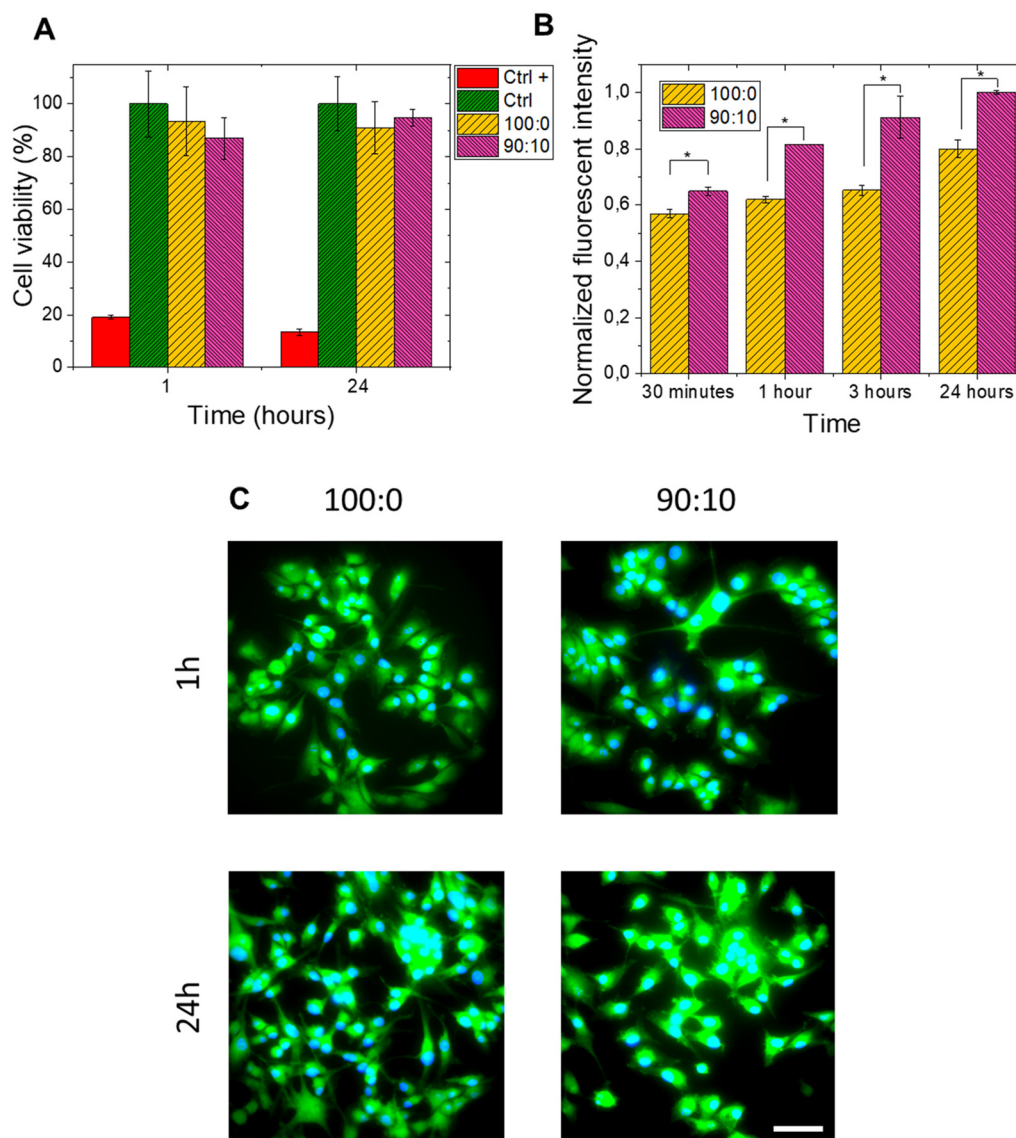 A
Cell viability (%)
100
80
60
40
20
0
1
24
Time (hours)
Ctrl +
Ctrl
100:0
90:10
B
Normalized fluorescent intensity
1,0
0,8
0,6
0,4
0,2
0,0
100:0
90:10
*
*
*
*
30 minutes
1 hour
3 hours
24 hours
Time
C
100:0
90:10
1h
24h